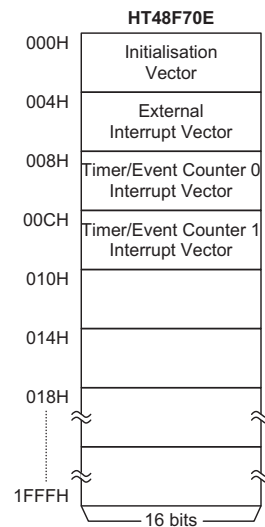 HT48F70E
000H
Initialisation
Vector
004H
External
Interrupt Vector
008H
Timer/Event Counter 0
Interrupt Vector
00CH
Timer/Event Counter 1
Interrupt Vector
010H
014H
018H
1FFFH
16 bits